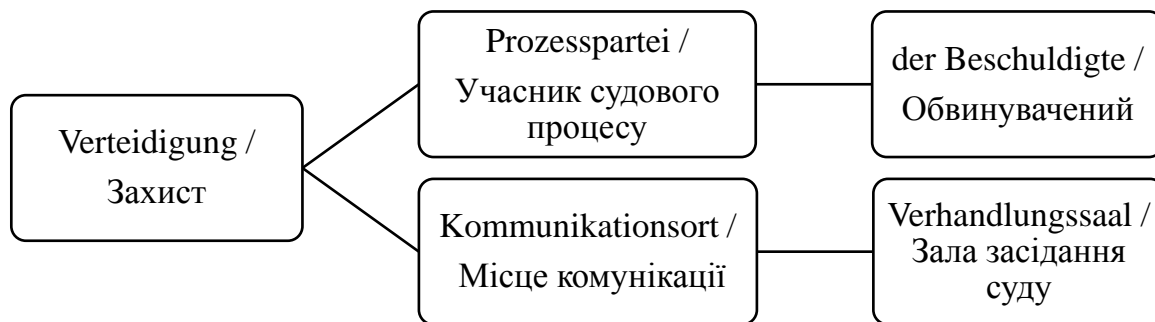 Verteidigung /
Захист
Prozesspartei /
Учасник судового
процесу
der Beschuldigte /
Обвинувачений
Kommunikationsort /
Місце комунікації
Verhandlungssaal /
Зала засідання
суду